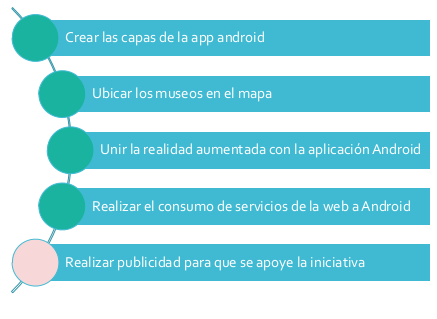 Crear las capas de la app android
Ubicar los museos en el mapa
Unir la realidad aumentada con la aplicación Android
Realizar el consumo de servicios de la web a Android
Realizar publicidad para que se apoye la iniciativa